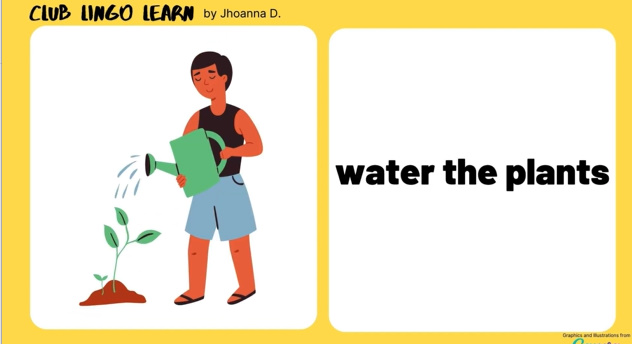 CLUB LINGO LEARN by Jhoanna D.
water the plants
Graphics and Illustrations from